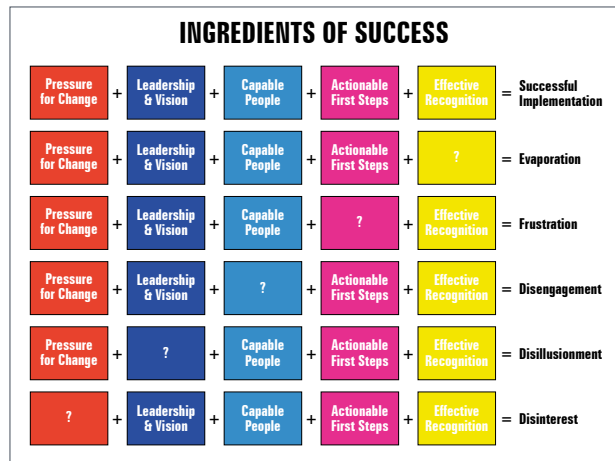 INGREDIENTS OF SUCCESS
Pressure for Change + Leadership & Vision + Capable People + Actionable First Steps + Effective Recognition = Successful Implementation
Pressure for Change + Leadership & Vision + Capable People + Actionable First Steps + ? = Evaporation
Pressure for Change + Leadership & Vision + Capable People + ? + Effective Recognition = Frustration
Pressure for Change + Leadership & Vision + ? + Actionable First Steps + Effective Recognition = Disengagement
Pressure for Change + ? + Capable People + Actionable First Steps + Effective Recognition = Disillusionment
? + Leadership & Vision + Capable People + Actionable First Steps + Effective Recognition = Disinterest